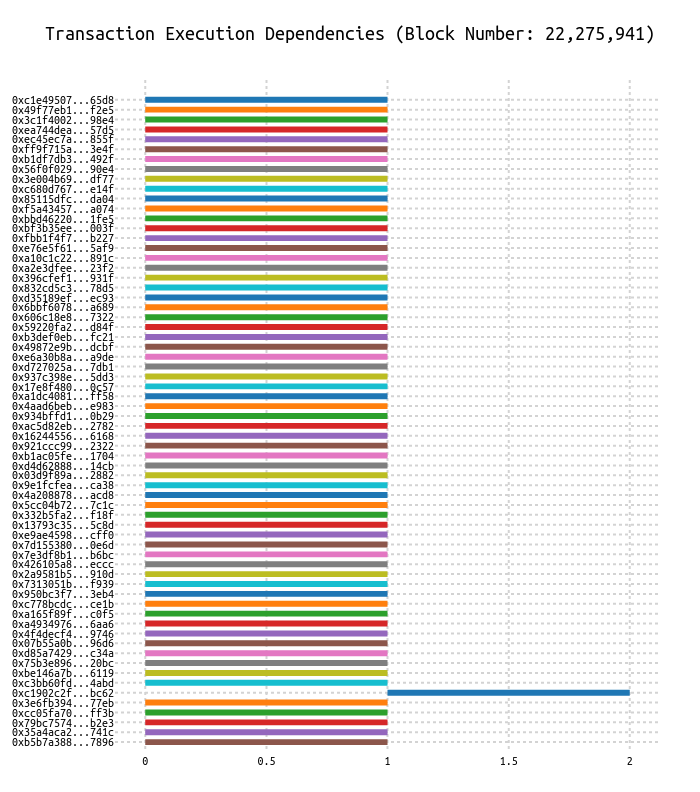 Transaction Execution Dependencies (Block Number: 22,275,941)
0xc1e49507...65d8
0x49f77eb1...f2e5
0x3c1f4002...98e4
0xea744dea...57d5
0xec45ec7a...855f
0xff9f715a...3e4f
0xb1df7db3...492f
0x56f0f029...90e4
0x3e004b69...df77
0xc680d767...e14f
0x85115dfc...da04
0xf5a43457...a074
0xbbd46220...1fe5
0xbf3b35ee...003f
0xfbb1f4f7...b227
0xe76e5f61...5af9
0xa10c1c22...891c
0xa2e3dfee...23f2
0x396cfef1...931f
0x832cd5c3...78d5
0xd35189ef...ec93
0x6bbf6078...a689
0x606c18e8...7322
0x59220fa2...d84f
0xb3def0eb...fc21
0x49872e9b...dcbf
0xe6a30b8a...a9de
0xd727025a...7db1
0x937c398e...5dd3
0x17e8f480...0c57
0xa1dc4081...ff58
0x4aad6beb...e983
0x934bffd1...0b29
0xac5d82eb...2782
0x16244556...6168
0x921ccc99...2322
0xb1ac05fe...1704
0xd4d62888...14cb
0x03d9f89a...2882
0x9e1fcfea...ca38
0x4a208878...acd8
0x5cc04b72...7c1c
0x332b5fa2...f18f
0x13793c35...5c8d
0xe9ae4598...cff0
0x7d155380...0e6d
0x7e3df8b1...b6bc
0x426105a8...eccc
0x2a9581b5...910d
0x7313051b...f939
0x950bc3f7...3eb4
0xc778bcdc...ce1b
0xa165f89f...c0f5
0xa4934976...6aa6
0x4f4decf4...9746
0x07b55a0b...96d6
0xd85a7429...c34a
0x75b3e896...20bc
0xbe146a7b...6119
0xc3bb60fd...4abd
0xc1902c2f...bc62
0x3e6fb394...77eb
0xcc05fa70...ff3b
0x79bc7574...b2e3
0x35a4aca2...741c
0xb5b7a388...7896
0 0.5 1 1.5 2